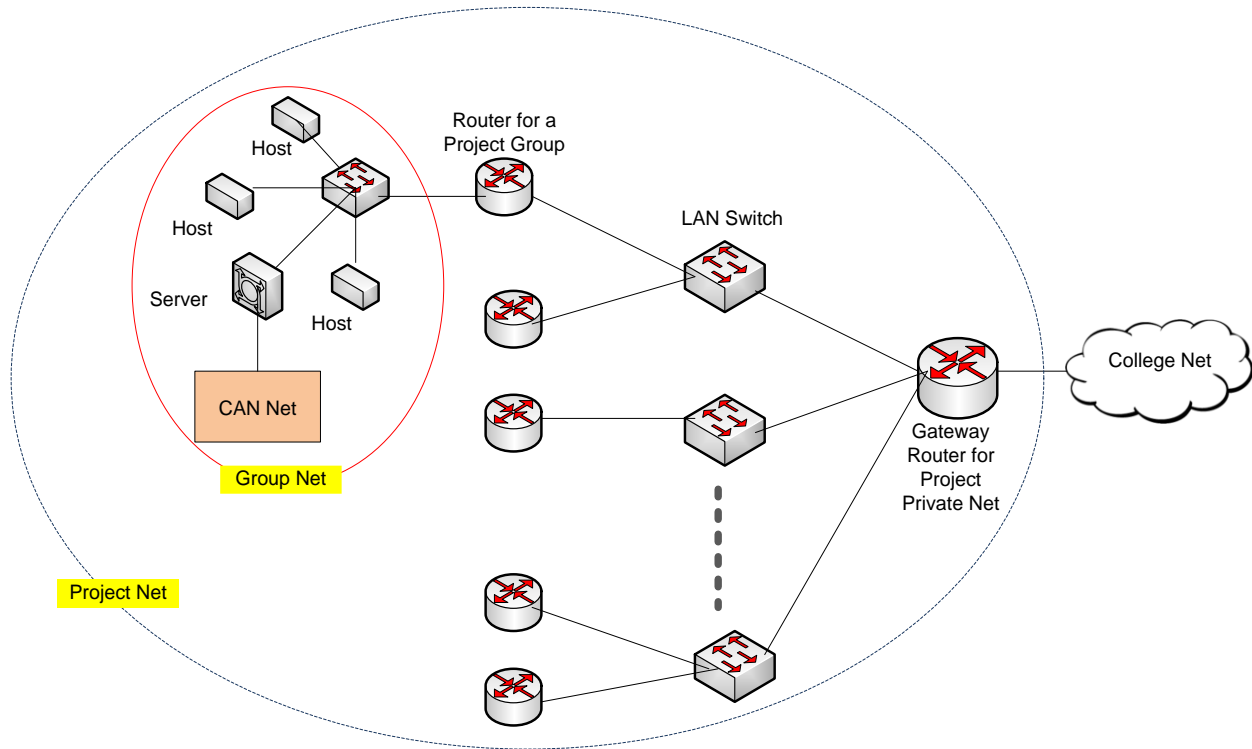 Host
Router for a
Project Group
Host
LAN Switch
Server
Host
College Net
CAN Net
Gateway
Router for
Project
Private Net
Group Net
Project Net